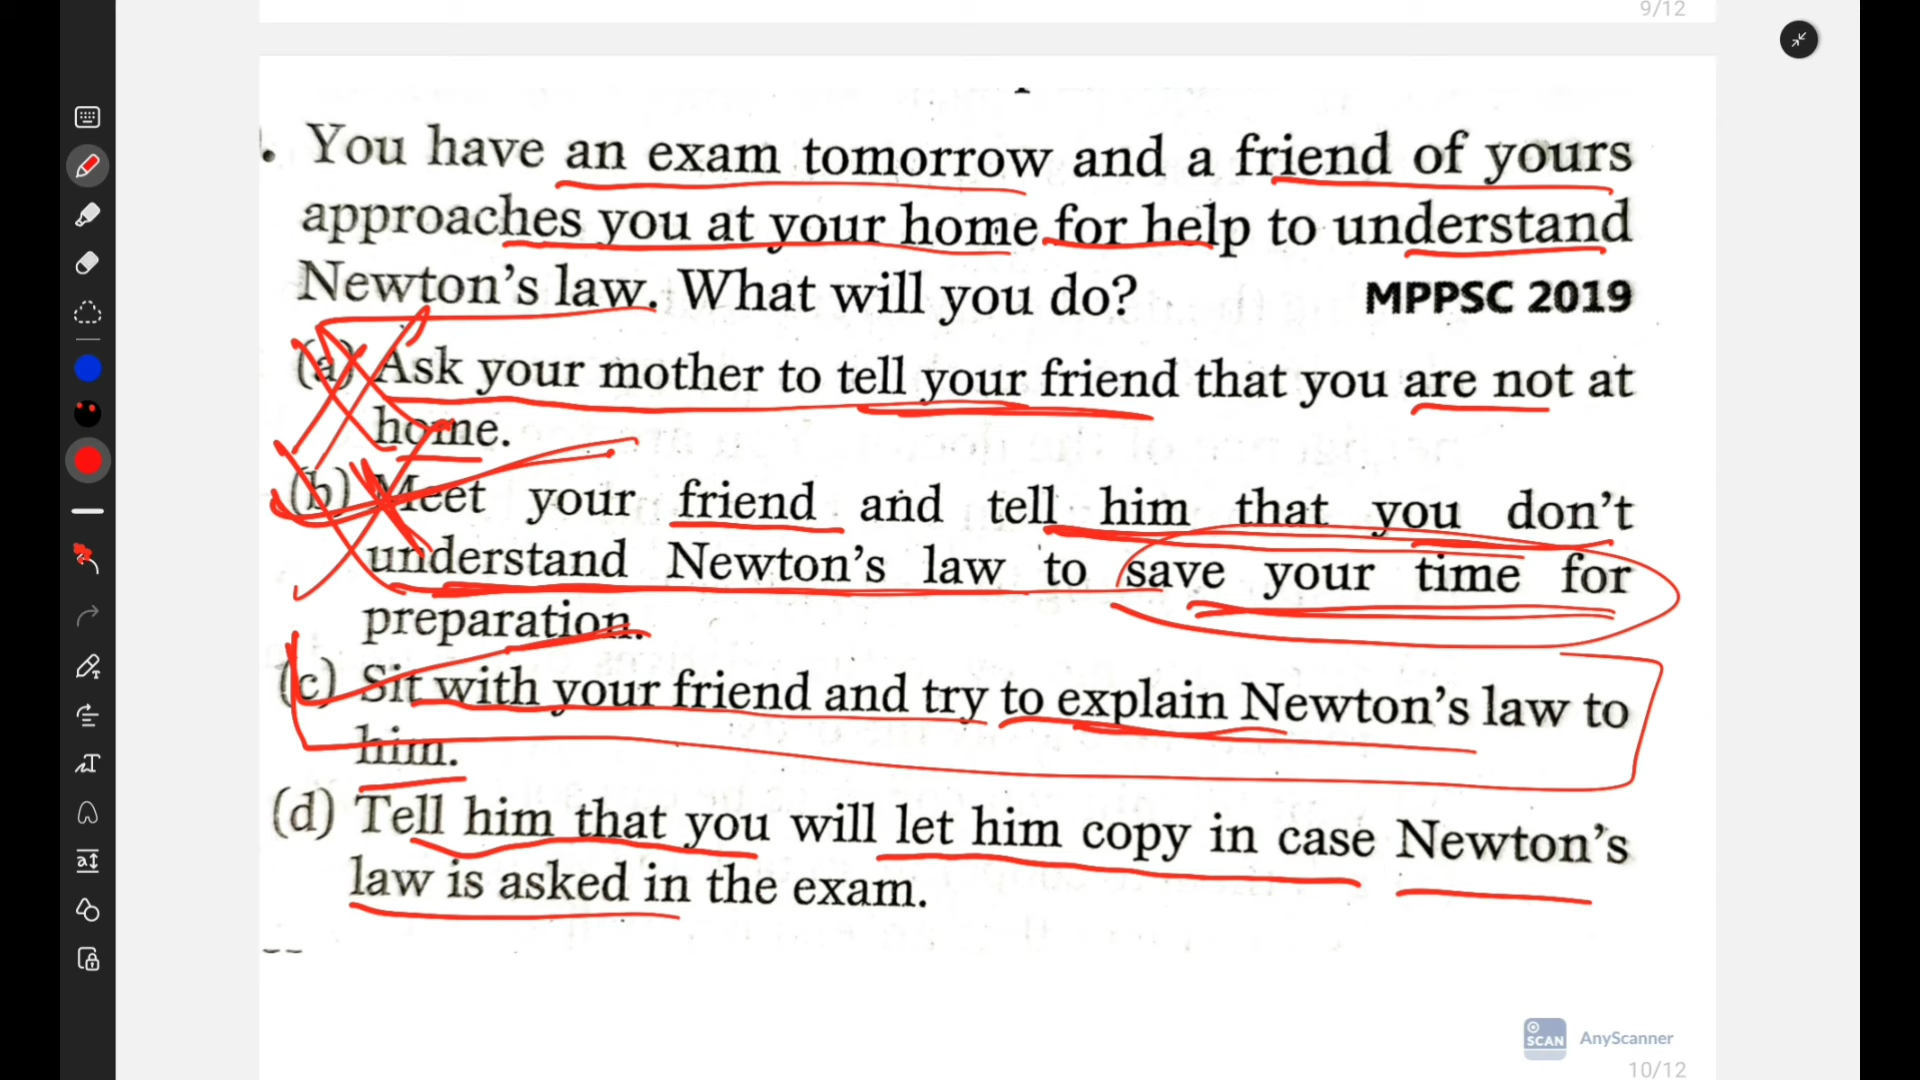 9/12
. You have an exam tomorrow and a friend of yours
approaches you at your home for help to understand
Newton's law. What will you do? MPPSC 2019
(a) Ask your mother to tell your friend that you are not at
home.
(b) Meet your friend and tell him that you don't
understand Newton's law to save your time for
preparation.
(c) Sit with your friend and try to explain Newton's law to
him.
(d) Tell him that you will let him copy in case Newton's
law is asked in the exam.
SCAN AnyScanner
10/12